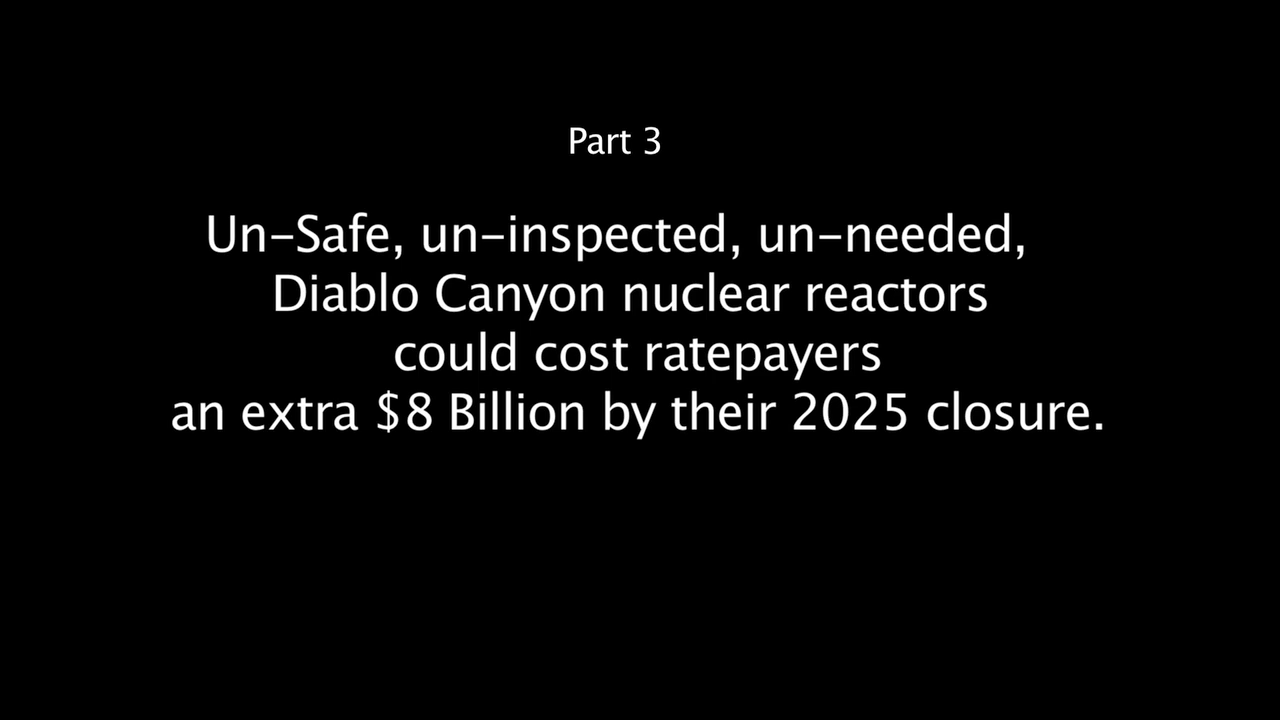 Part 3
Un-Safe, un-inspected, un-needed,
Diablo Canyon nuclear reactors
could cost ratepayers
an extra $8 Billion by their 2025 closure.